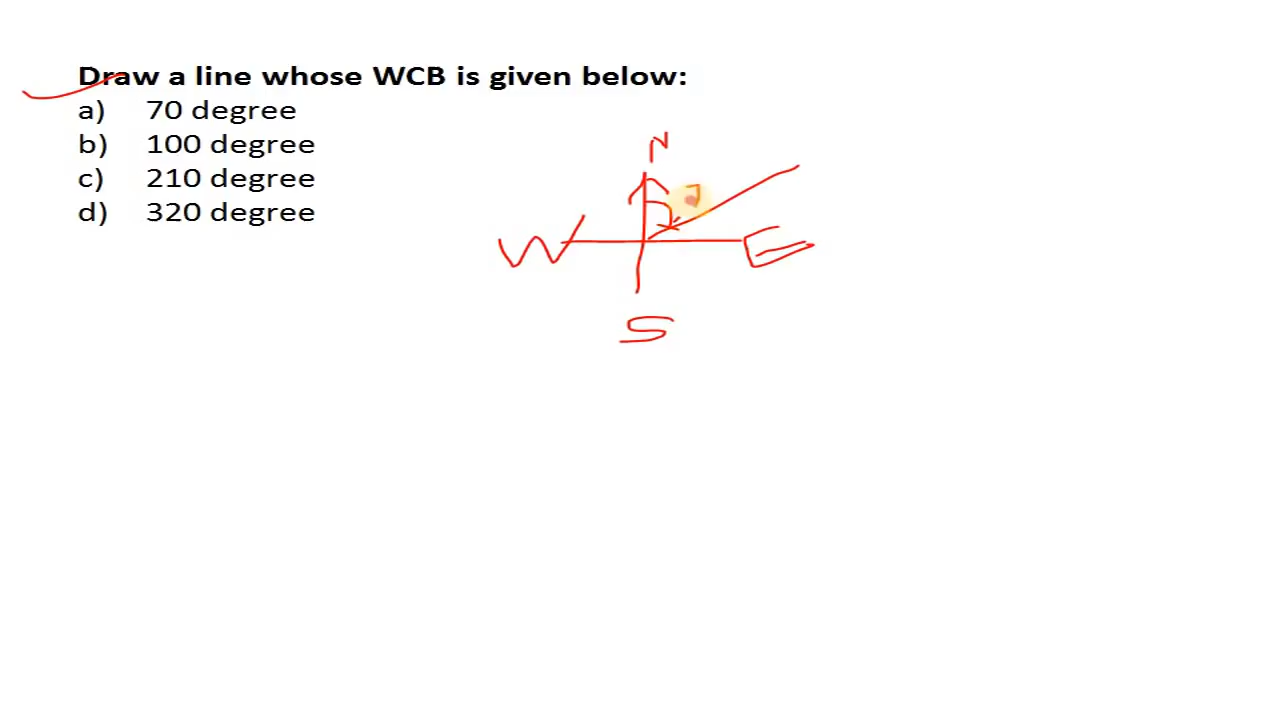 Draw a line whose WCB is given below:
a) 70 degree
b) 100 degree
c) 210 degree
d) 320 degree
N
W
E
S